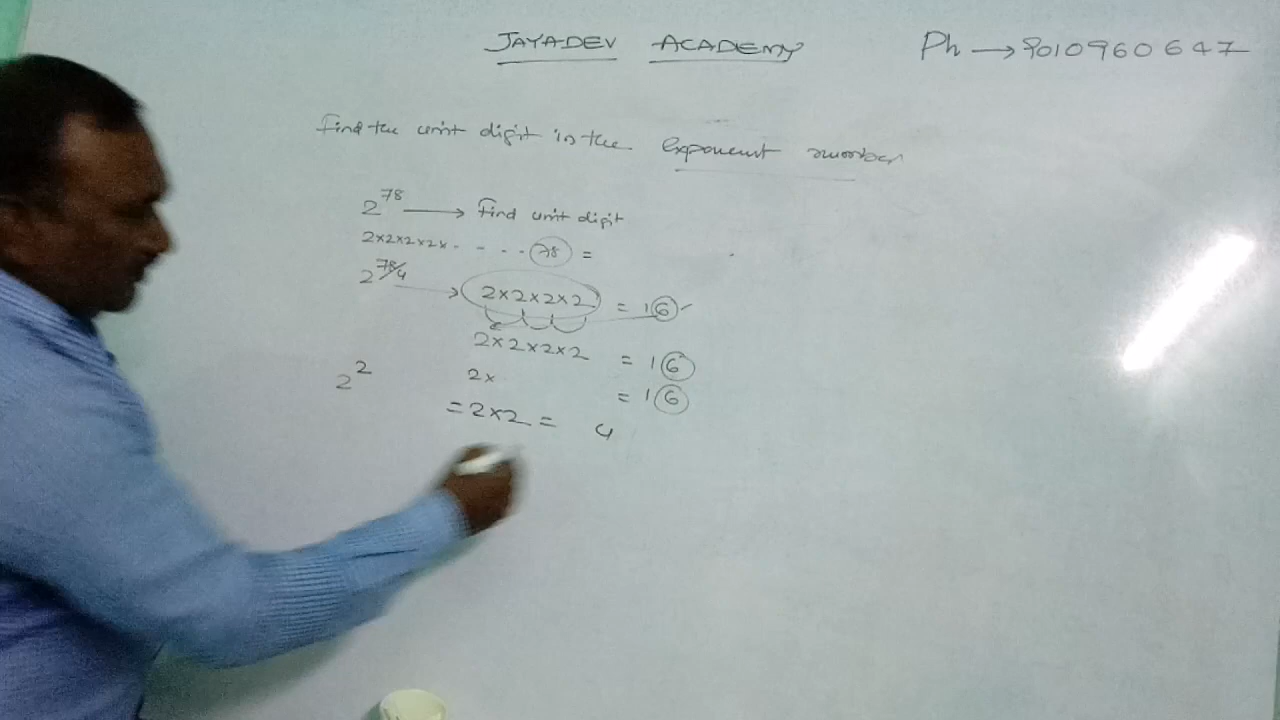 JAYADEV ACADEMY Ph → 9010960647
Find the unit digit in the exponent number
2^78 → Find unit digit
2×2×2×2×- - - - - 78 =
2^78/4 → 2×2×2×2 = 16
2×2×2×2 = 16
2^2 2× = 16
= 2×2 = 4